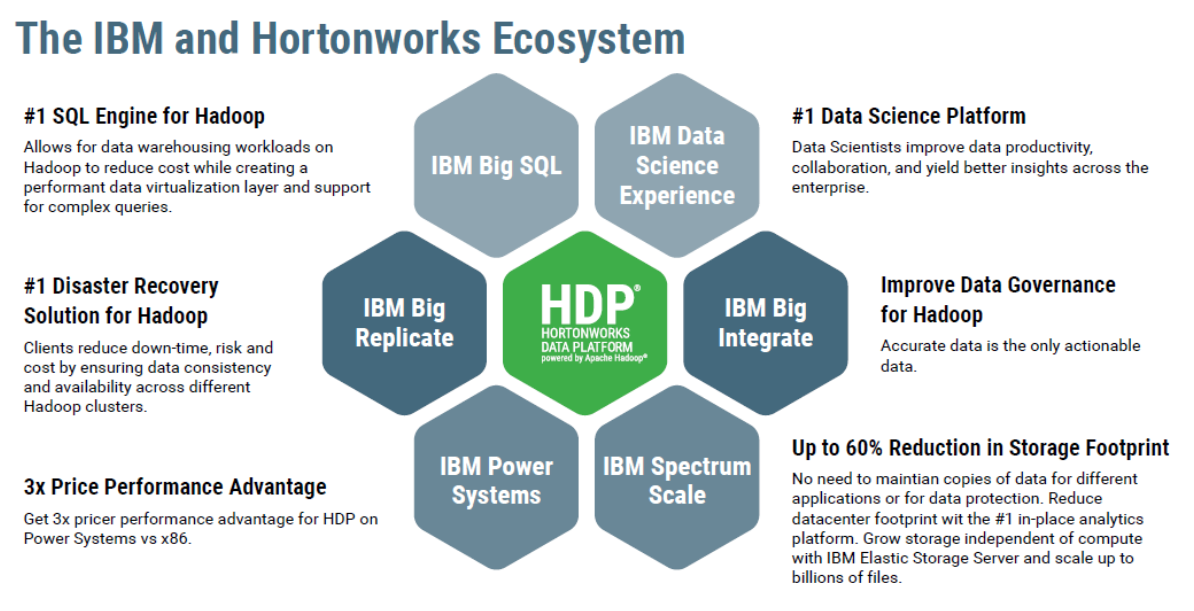 The IBM and Hortonworks Ecosystem
#1 SQL Engine for Hadoop
Allows for data warehousing workloads on
Hadoop to reduce cost while creating a
performant data virtualization layer and support
for complex queries.
IBM Big SQL
IBM Data
Science
Experience
#1 Data Science Platform
Data Scientists improve data productivity,
collaboration, and yield better insights across the
enterprise.
#1 Disaster Recovery
Solution for Hadoop
Clients reduce down-time, risk and
cost by ensuring data consistency
and availability across different
Hadoop clusters.
IBM Big
Replicate
HDP®
HORTONWORKS
DATA PLATFORM
powered by Apache Hadoop®
IBM Big
Integrate
Improve Data Governance
for Hadoop
Accurate data is the only actionable
data.
3x Price Performance Advantage
Get 3x pricer performance advantage for HDP on
Power Systems vs x86.
IBM Power
Systems
IBM Spectrum
Scale
Up to 60% Reduction in Storage Footprint
No need to maintian copies of data for different
applications or for data protection. Reduce
datacenter footprint wit the #1 in-place analytics
platform. Grow storage independent of compute
with IBM Elastic Storage Server and scale up to
billions of files.